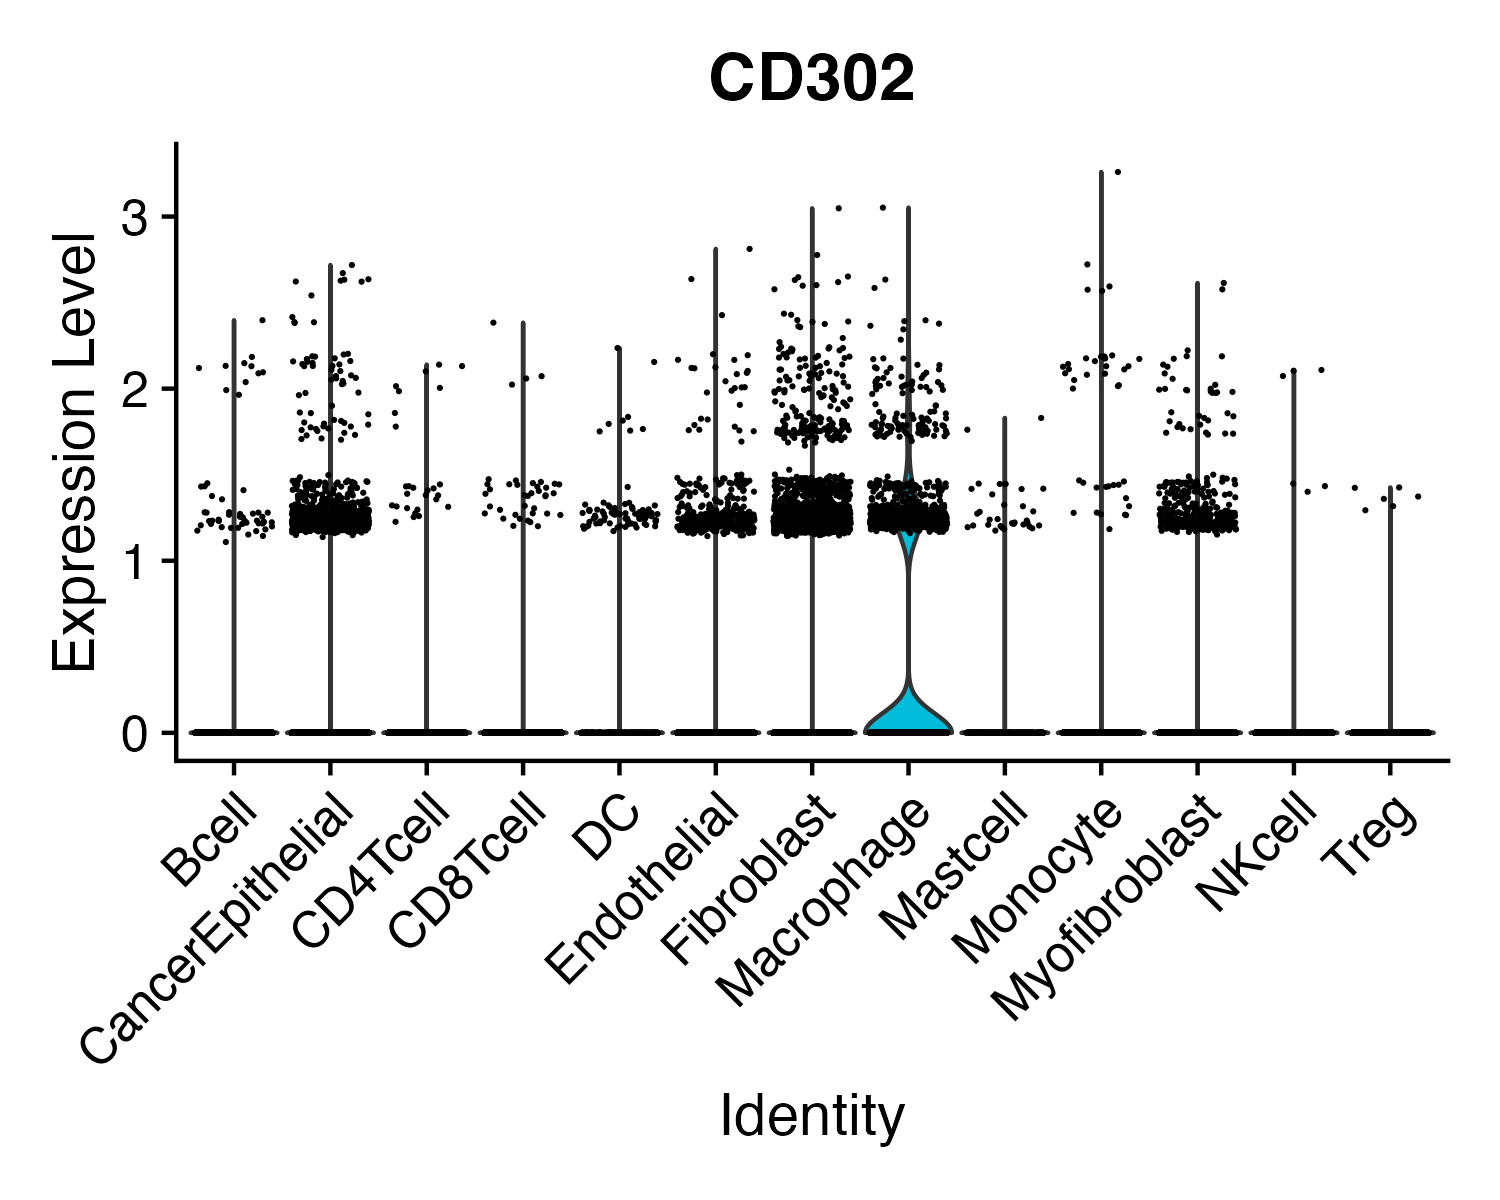 CD302
Expression Level
3
2
1
0
Bcell
CancerEpithelial
CD4Tcell
CD8Tcell
DC
Endothelial
Fibroblast
Macrophage
Mastcell
Monocyte
Myofibroblast
NKcell
Treg
Identity